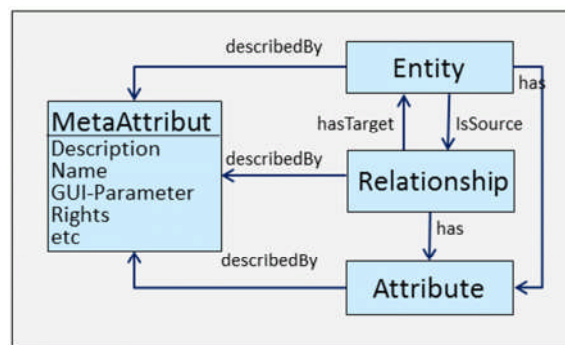 describedBy
Entity
has
MetaAttribut
Description
Name
GUI-Parameter
Rights
etc
hasTarget
IsSource
describedBy
Relationship
has
describedBy
Attribute